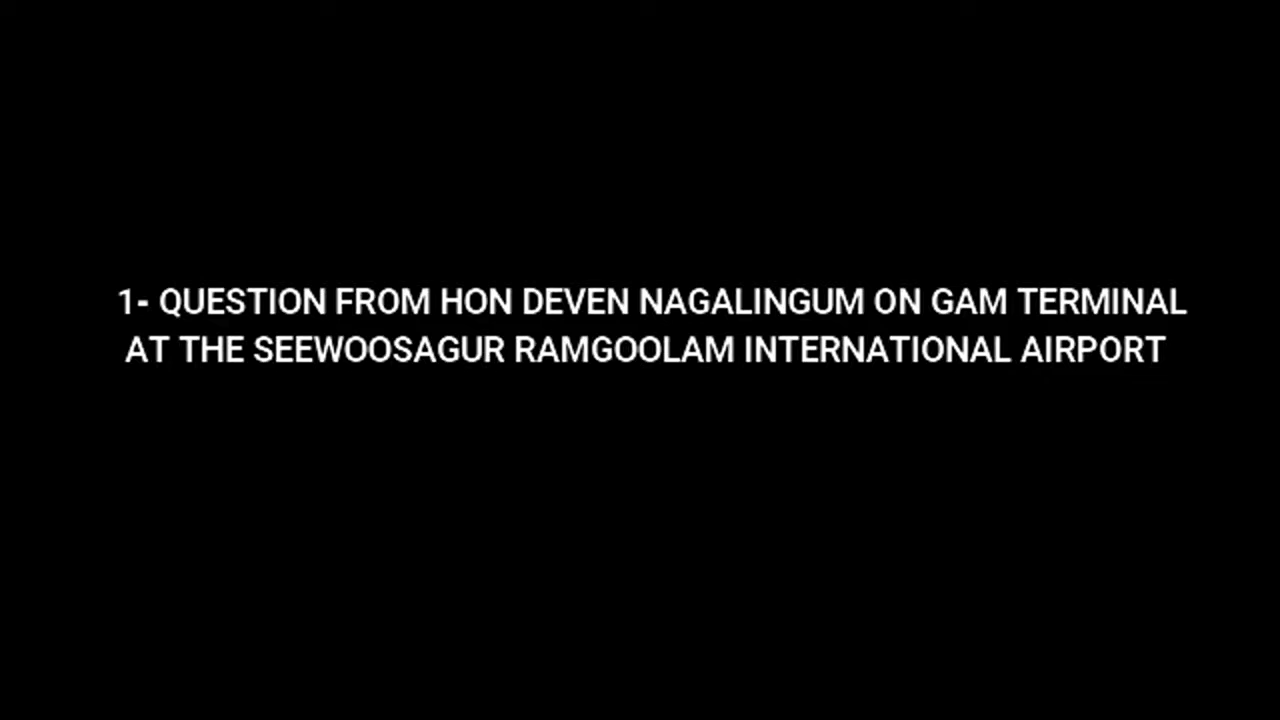 1- QUESTION FROM HON DEVEN NAGALINGUM ON GAM TERMINAL
AT THE SEEWOOSAGUR RAMGOOLAM INTERNATIONAL AIRPORT